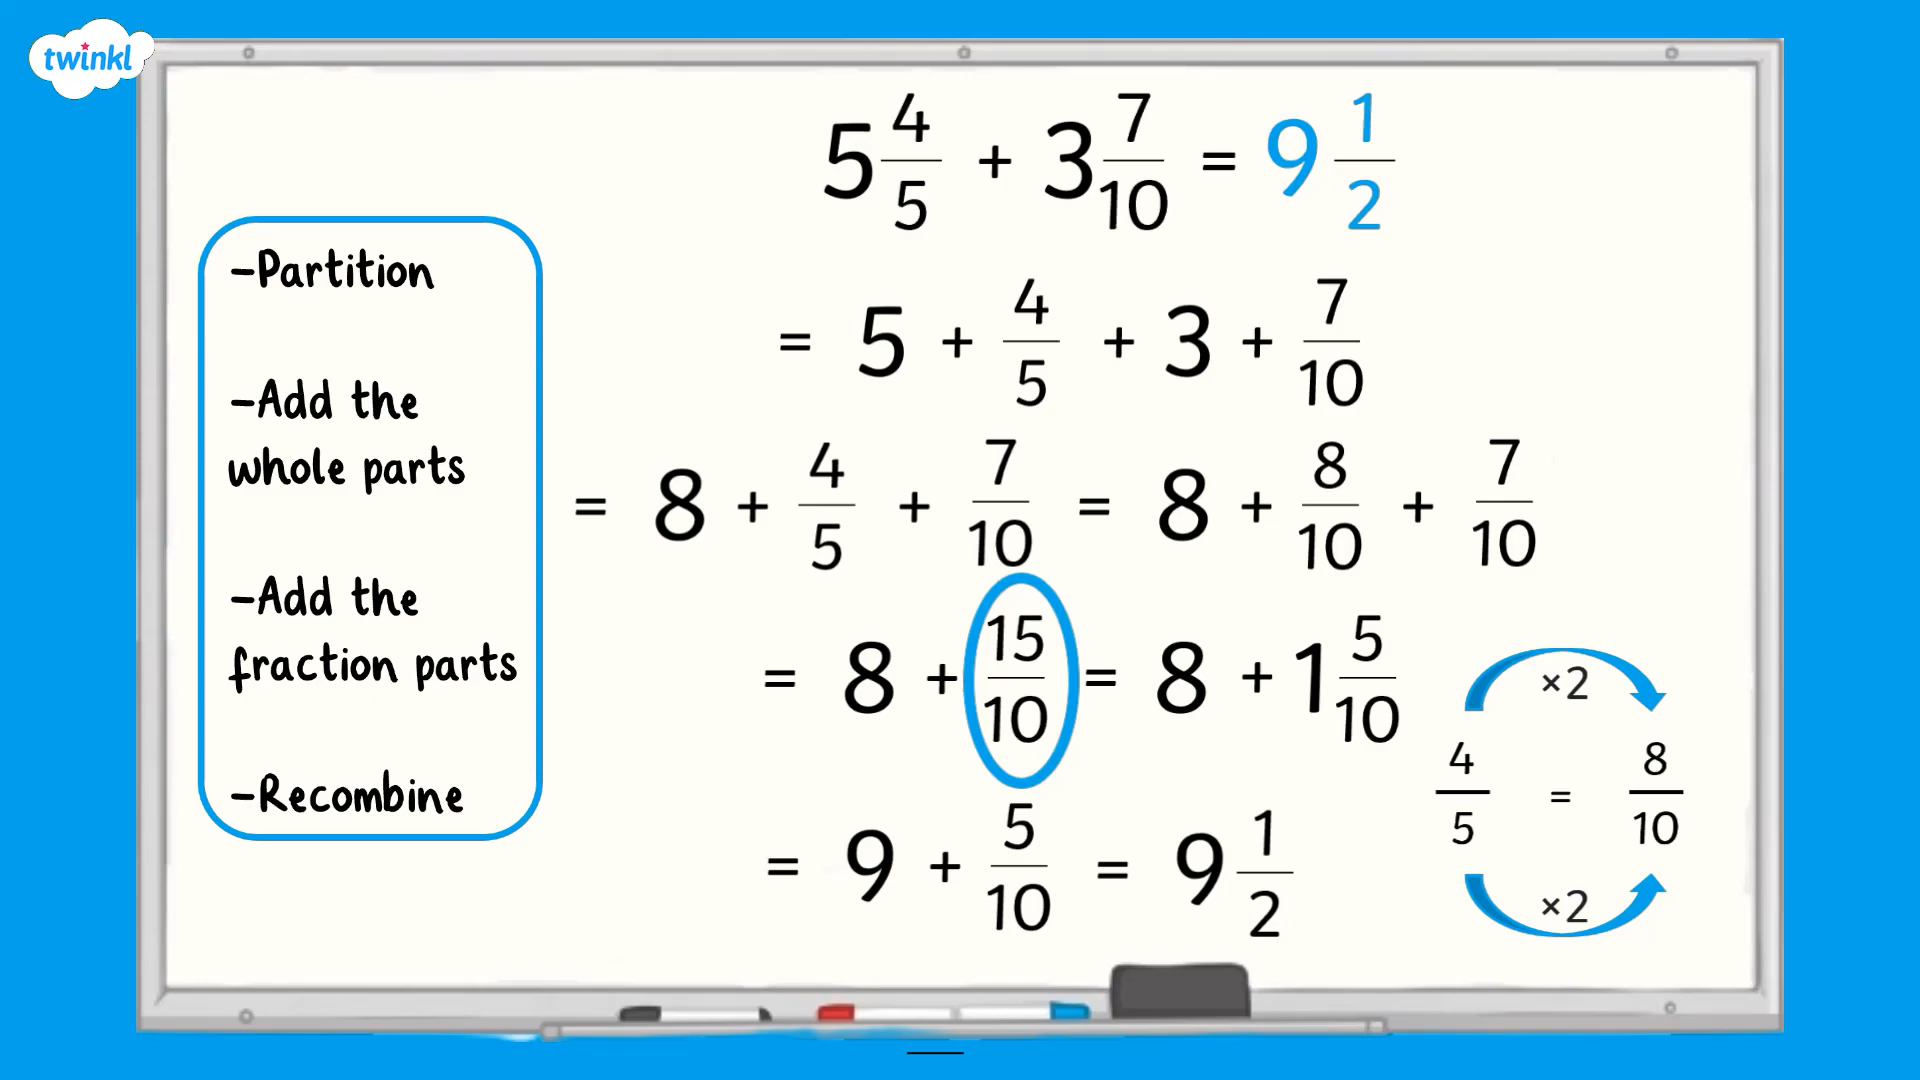 twinkl
5 4/5 + 3 7/10 = 9 1/2
= 5 + 4/5 + 3 + 7/10
= 8 + 4/5 + 7/10 = 8 + 8/10 + 7/10
= 8 + 15/10 = 8 + 1 5/10
= 9 + 5/10 = 9 1/2
-Partition
-Add the
whole parts
-Add the
fraction parts
-Recombine
×2
4/5 = 8/10
×2